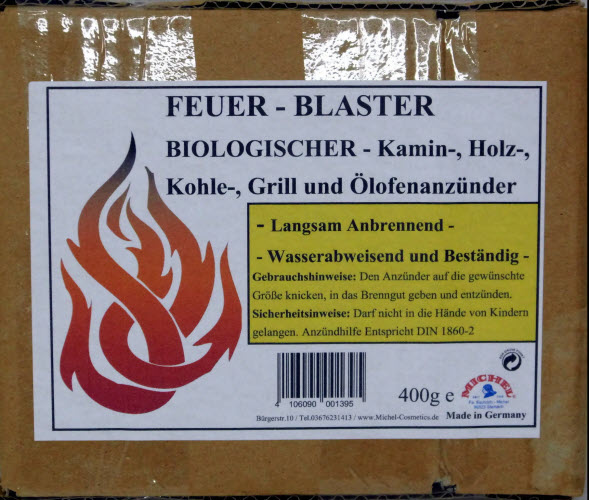 FEUER - BLASTER
BIOLOGISCHER - Kamin-, Holz-,
Kohle-, Grill und Ölofenanzünder
- Langsam Anbrennend -
- Wasserabweisend und Beständig -
Gebrauchshinweise: Den Anzünder auf die gewünschte
Größe knicken, in das Brenngut geben und entzünden.
Sicherheitsinweise: Darf nicht in die Hände von Kindern
gelangen. Anzündhilfe Entspricht DIN 1860-2
4 106090 001395
400g e
MICHEL
Bürgerstr.10 / Tel.03676231413 / www.Michel-Cosmetics.de
Made in Germany